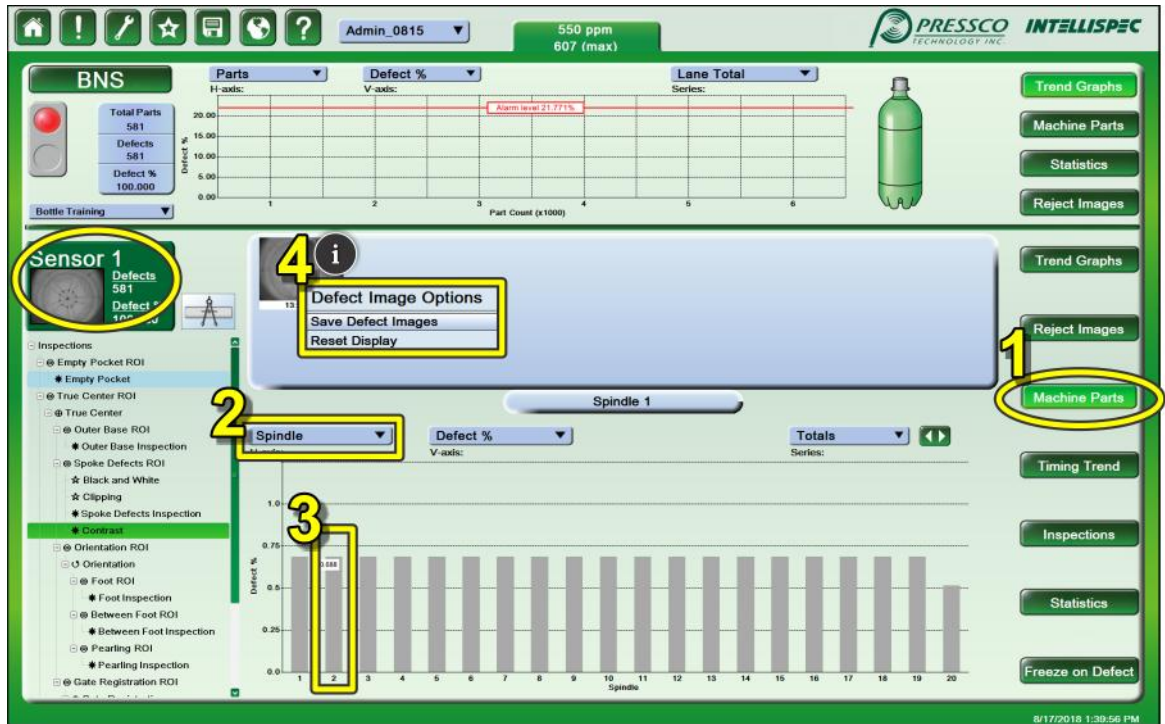 Admin_0815
550 ppm
607 (max)
PRESSCO
TECHNOLOGY INC.
INTELLISPEC
BNS
Total Parts
581
Defects
581
Defect %
100.000
Bottle Training
Parts
H-axis:
Defect %
V-axis:
Lane Total
Series:
Alarm level 21.771%
Defect %
20.00
15.00
10.00
5.00
0.00
1 2 3 4 5 6
Part Count (x1000)
Trend Graphs
Machine Parts
Statistics
Reject Images
Sensor 1
Defects
581
Defect %
Inspections
Empty Pocket ROI
Empty Pocket
True Center ROI
True Center
Outer Base ROI
Outer Base Inspection
Spoke Defects ROI
Black and White
Clipping
Spoke Defects Inspection
Contrast
Orientation ROI
Orientation
Foot ROI
Foot Inspection
Between Foot ROI
Between Foot Inspection
Pearling ROI
Pearling Inspection
Gate Registration ROI
4
i
Defect Image Options
Save Defect Images
Reset Display
Spindle 1
2
Spindle
Defect %
V-axis:
Totals
Series:
3
Defect %
1.0
0.75
0.5
0.25
0.0
0.688
1 2 3 4 5 6 7 8 9 10 11 12 13 14 15 16 17 18 19 20
Spindle
Trend Graphs
Reject Images
1
Machine Parts
Timing Trend
Inspections
Statistics
Freeze on Defect
8/17/2018 1:39:56 PM